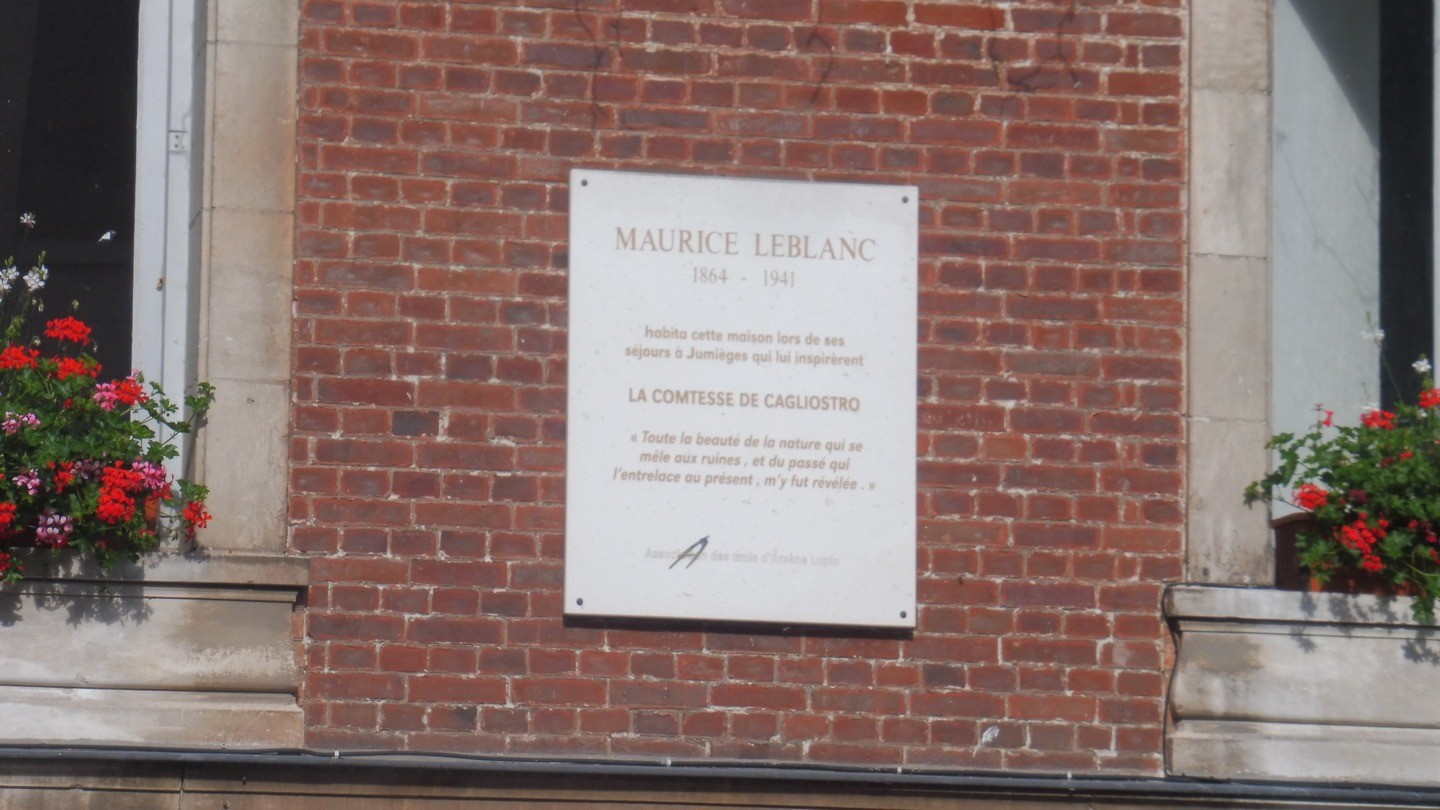 MAURICE LEBLANC
1864 - 1941
habita cette maison lors de ses
séjours à Jumièges qui lui inspirèrent
LA COMTESSE DE CAGLIOSTRO
« Toute la beauté de la nature qui se
mêle aux ruines , et du passé qui
l'entrelace au présent , m'y fut révélée . »
Association des amis d'Arsène Lupin